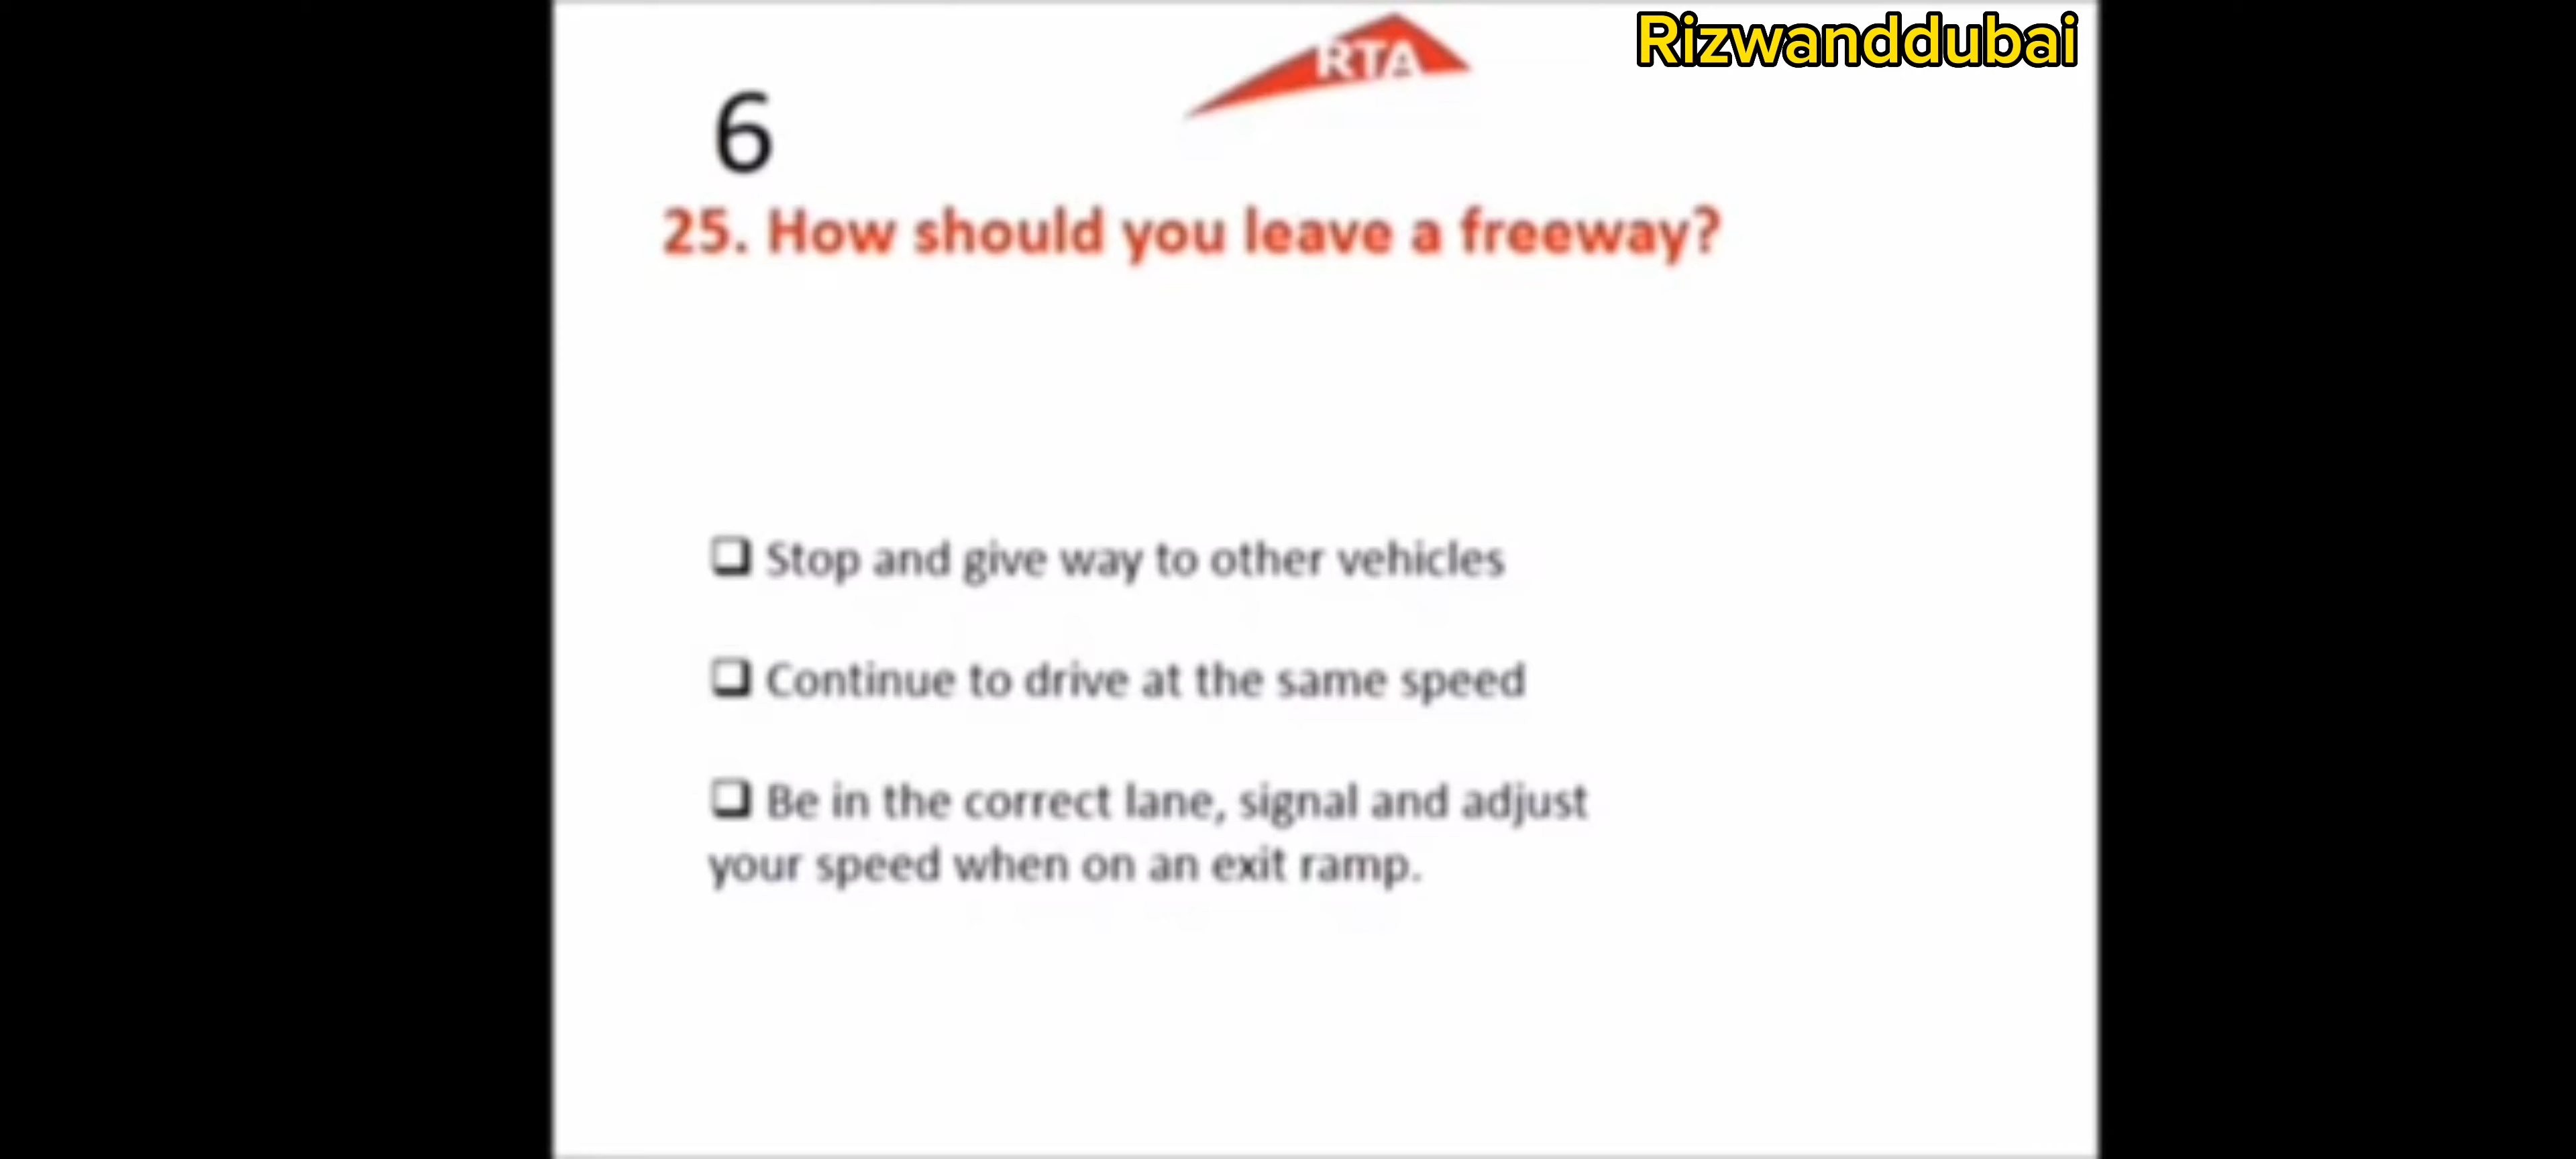 RTA
Rizwanddubai
6
25. How should you leave a freeway?
❑ Stop and give way to other vehicles
❑ Continue to drive at the same speed
❑ Be in the correct lane, signal and adjust
your speed when on an exit ramp.